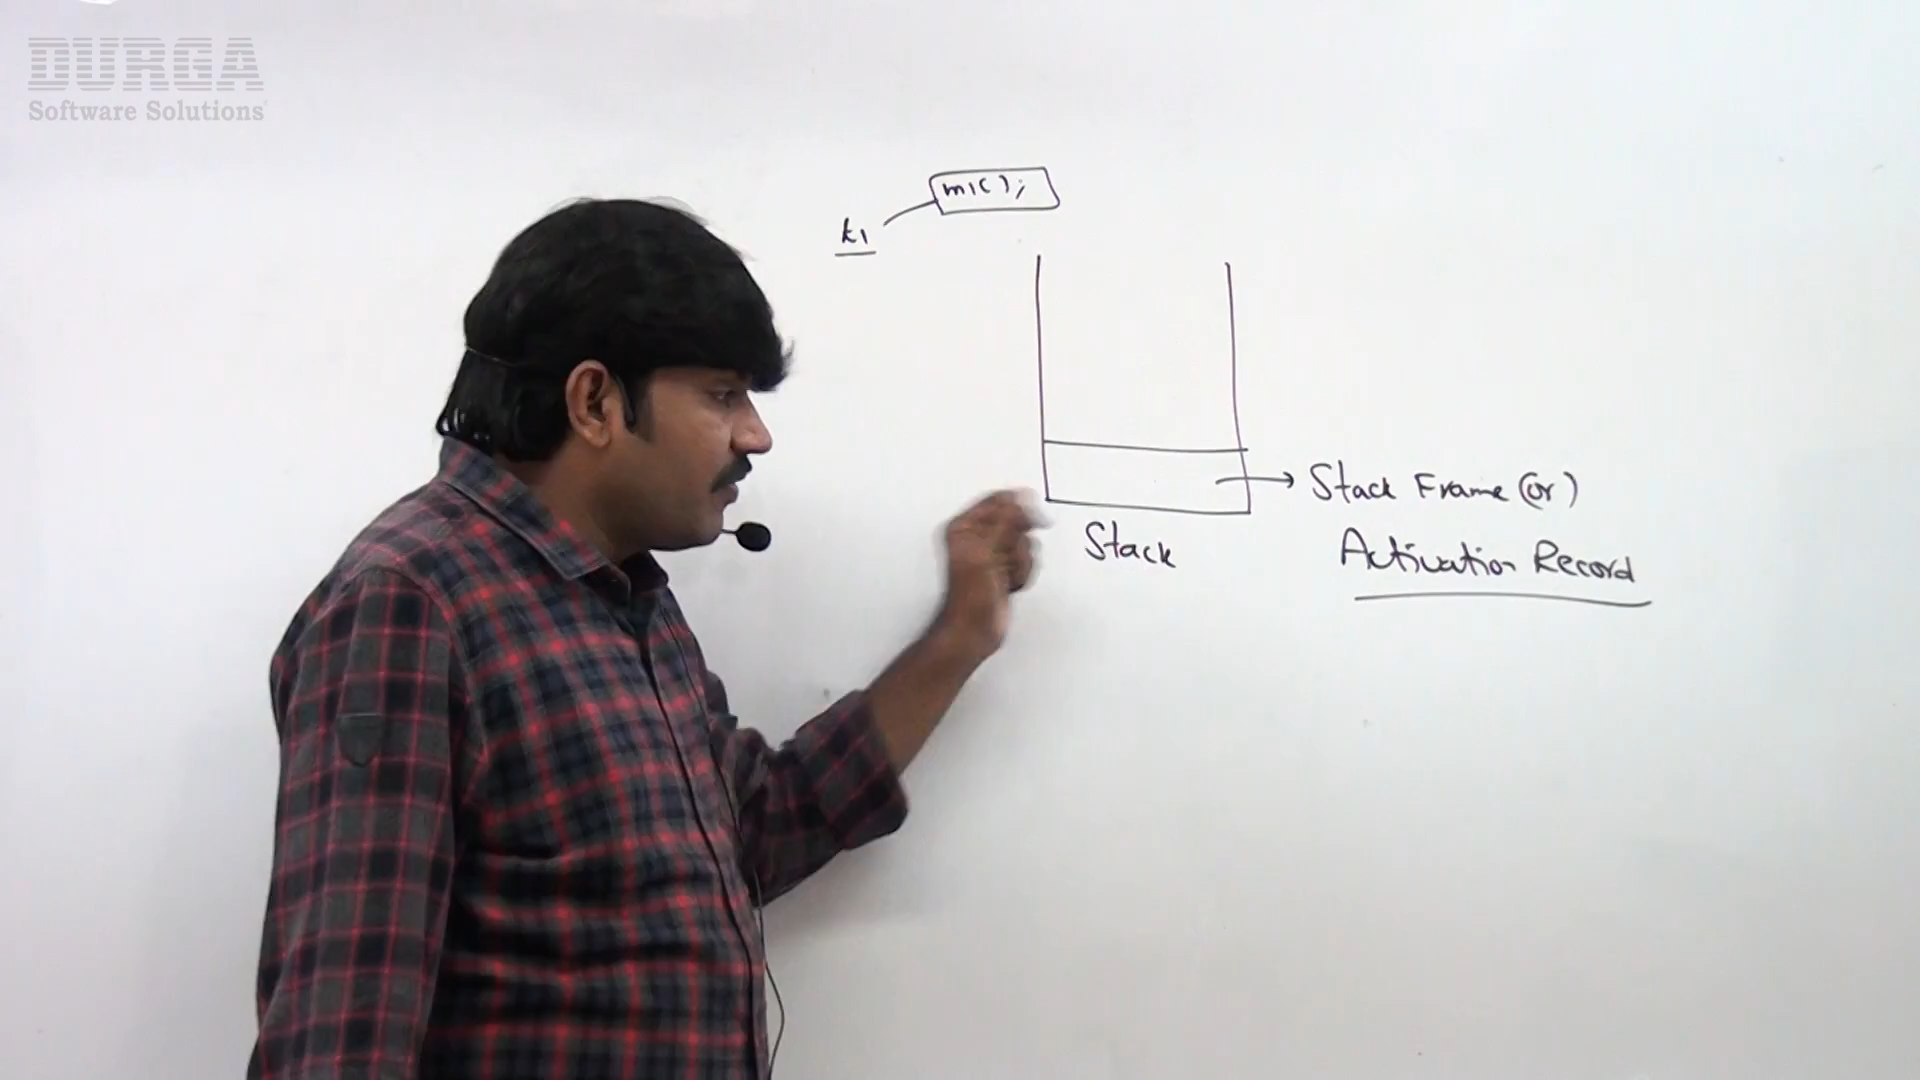 DURGA
Software Solutions
m1();
t1
Stack Frame (or)
Activation Record
Stack